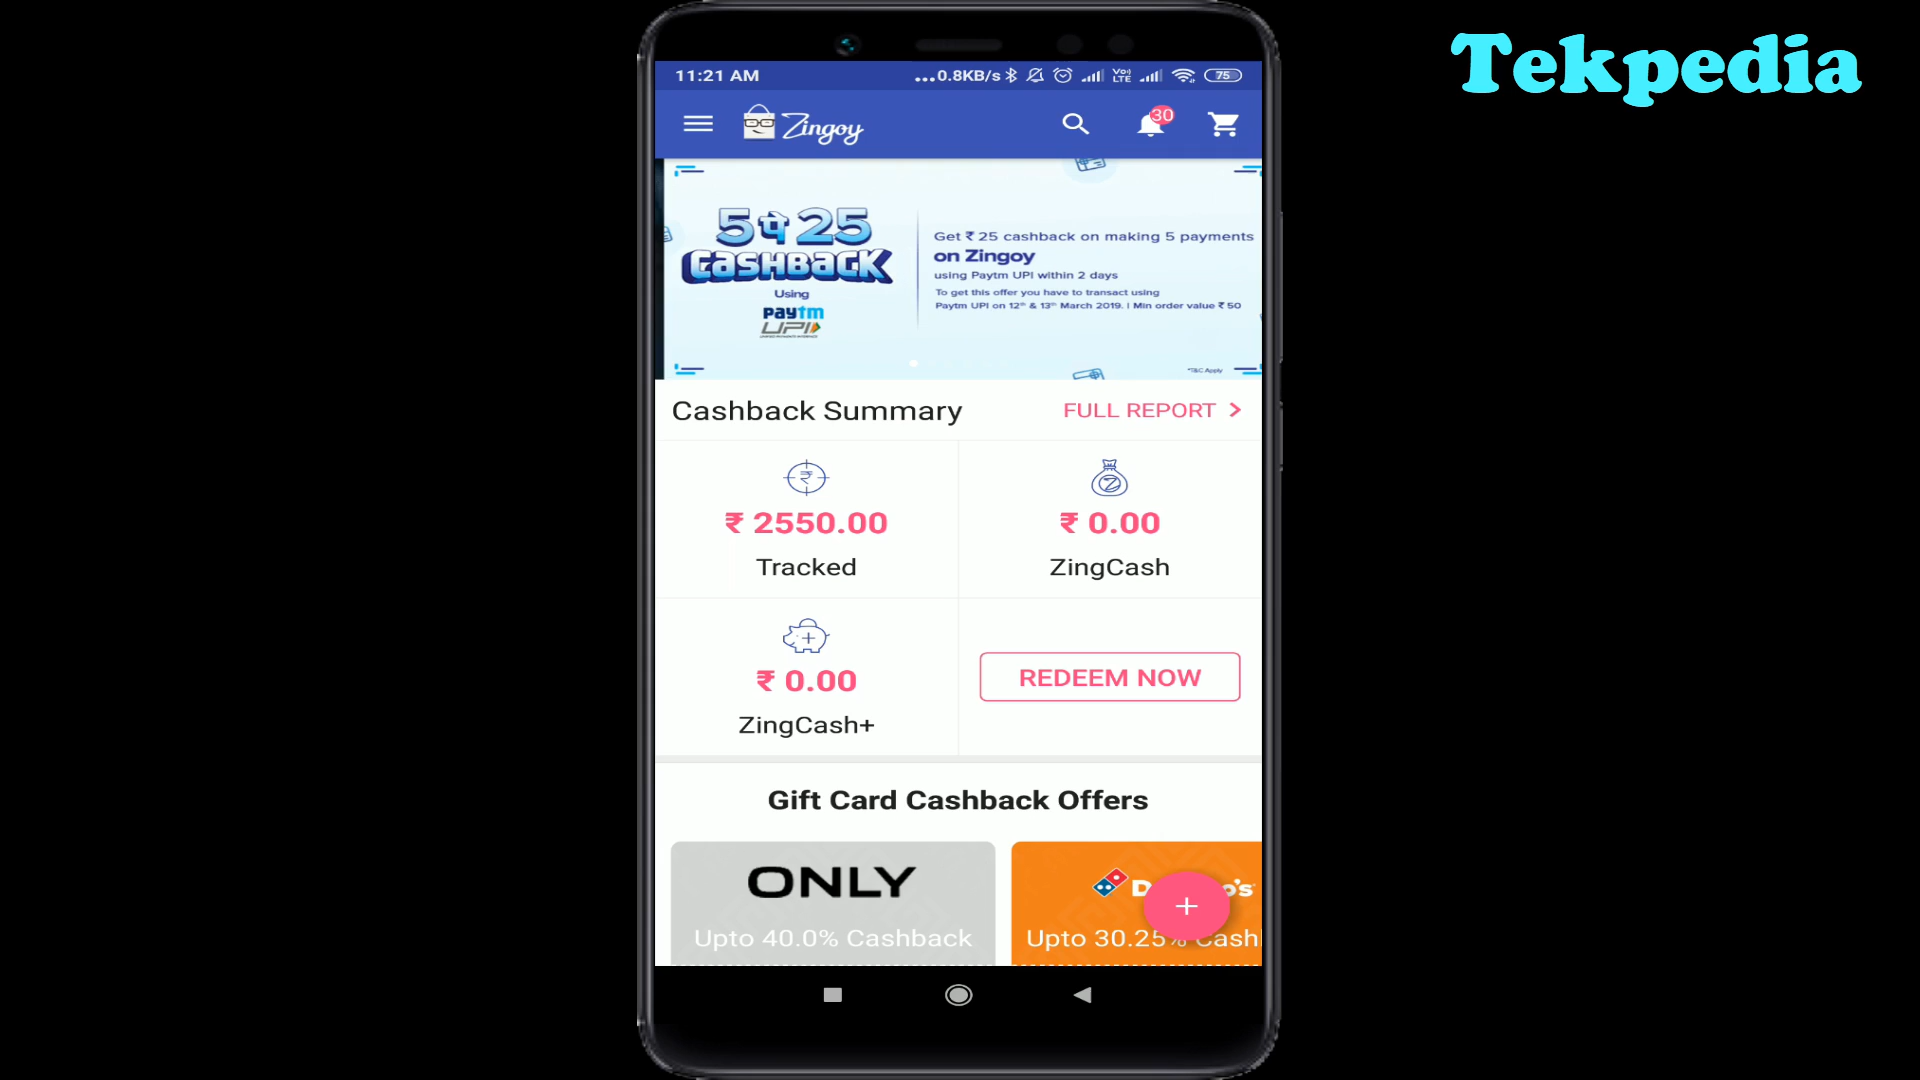 Tekpedia
11:21 AM
...0.8KB/s
Vo)
LTE
75
Zingoy
30
5 पे 25
CASHBACK
Using
paytm
UPI
Get ₹ 25 cashback on making 5 payments
on Zingoy
using Paytm UPI within 2 days
To get this offer you have to transact using
Paytm UPI on 12th & 13th March 2019. | Min order value ₹ 50
*T&C Apply
Cashback Summary
FULL REPORT >
₹ 2550.00
Tracked
₹ 0.00
ZingCash
₹ 0.00
ZingCash+
REDEEM NOW
Gift Card Cashback Offers
ONLY
Upto 40.0% Cashback
Upto 30.25%